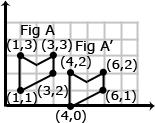 Fig A
(1,3) (3,3) Fig A'
(4,2) (6,2)
(3,2)
(1,1) (6,1)
(4,0)